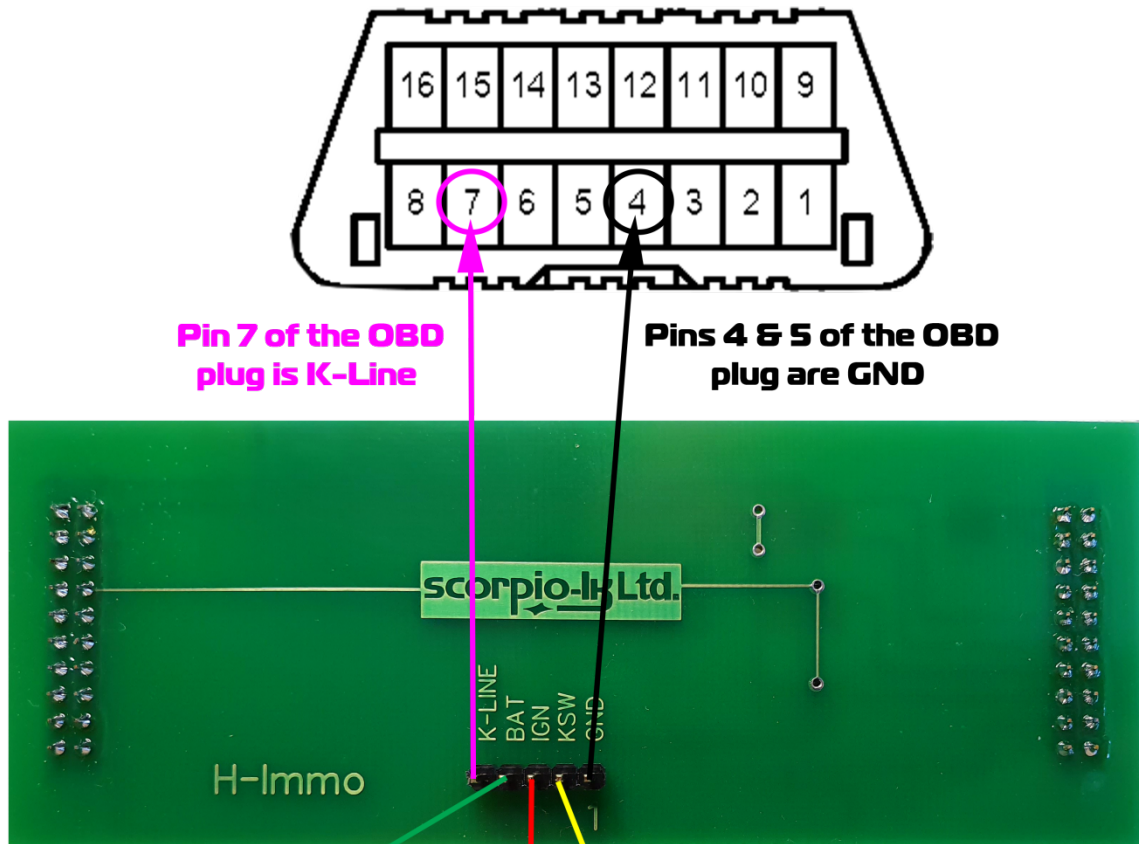 16 15 14 13 12 11 10 9
8 7 6 5 4 3 2 1
Pin 7 of the OBD
plug is K-Line
Pins 4 & 5 of the OBD
plug are GND
scorpio-lk Ltd.
K-LINE
BAT
IGN
KSW
GND
H-Immo
1